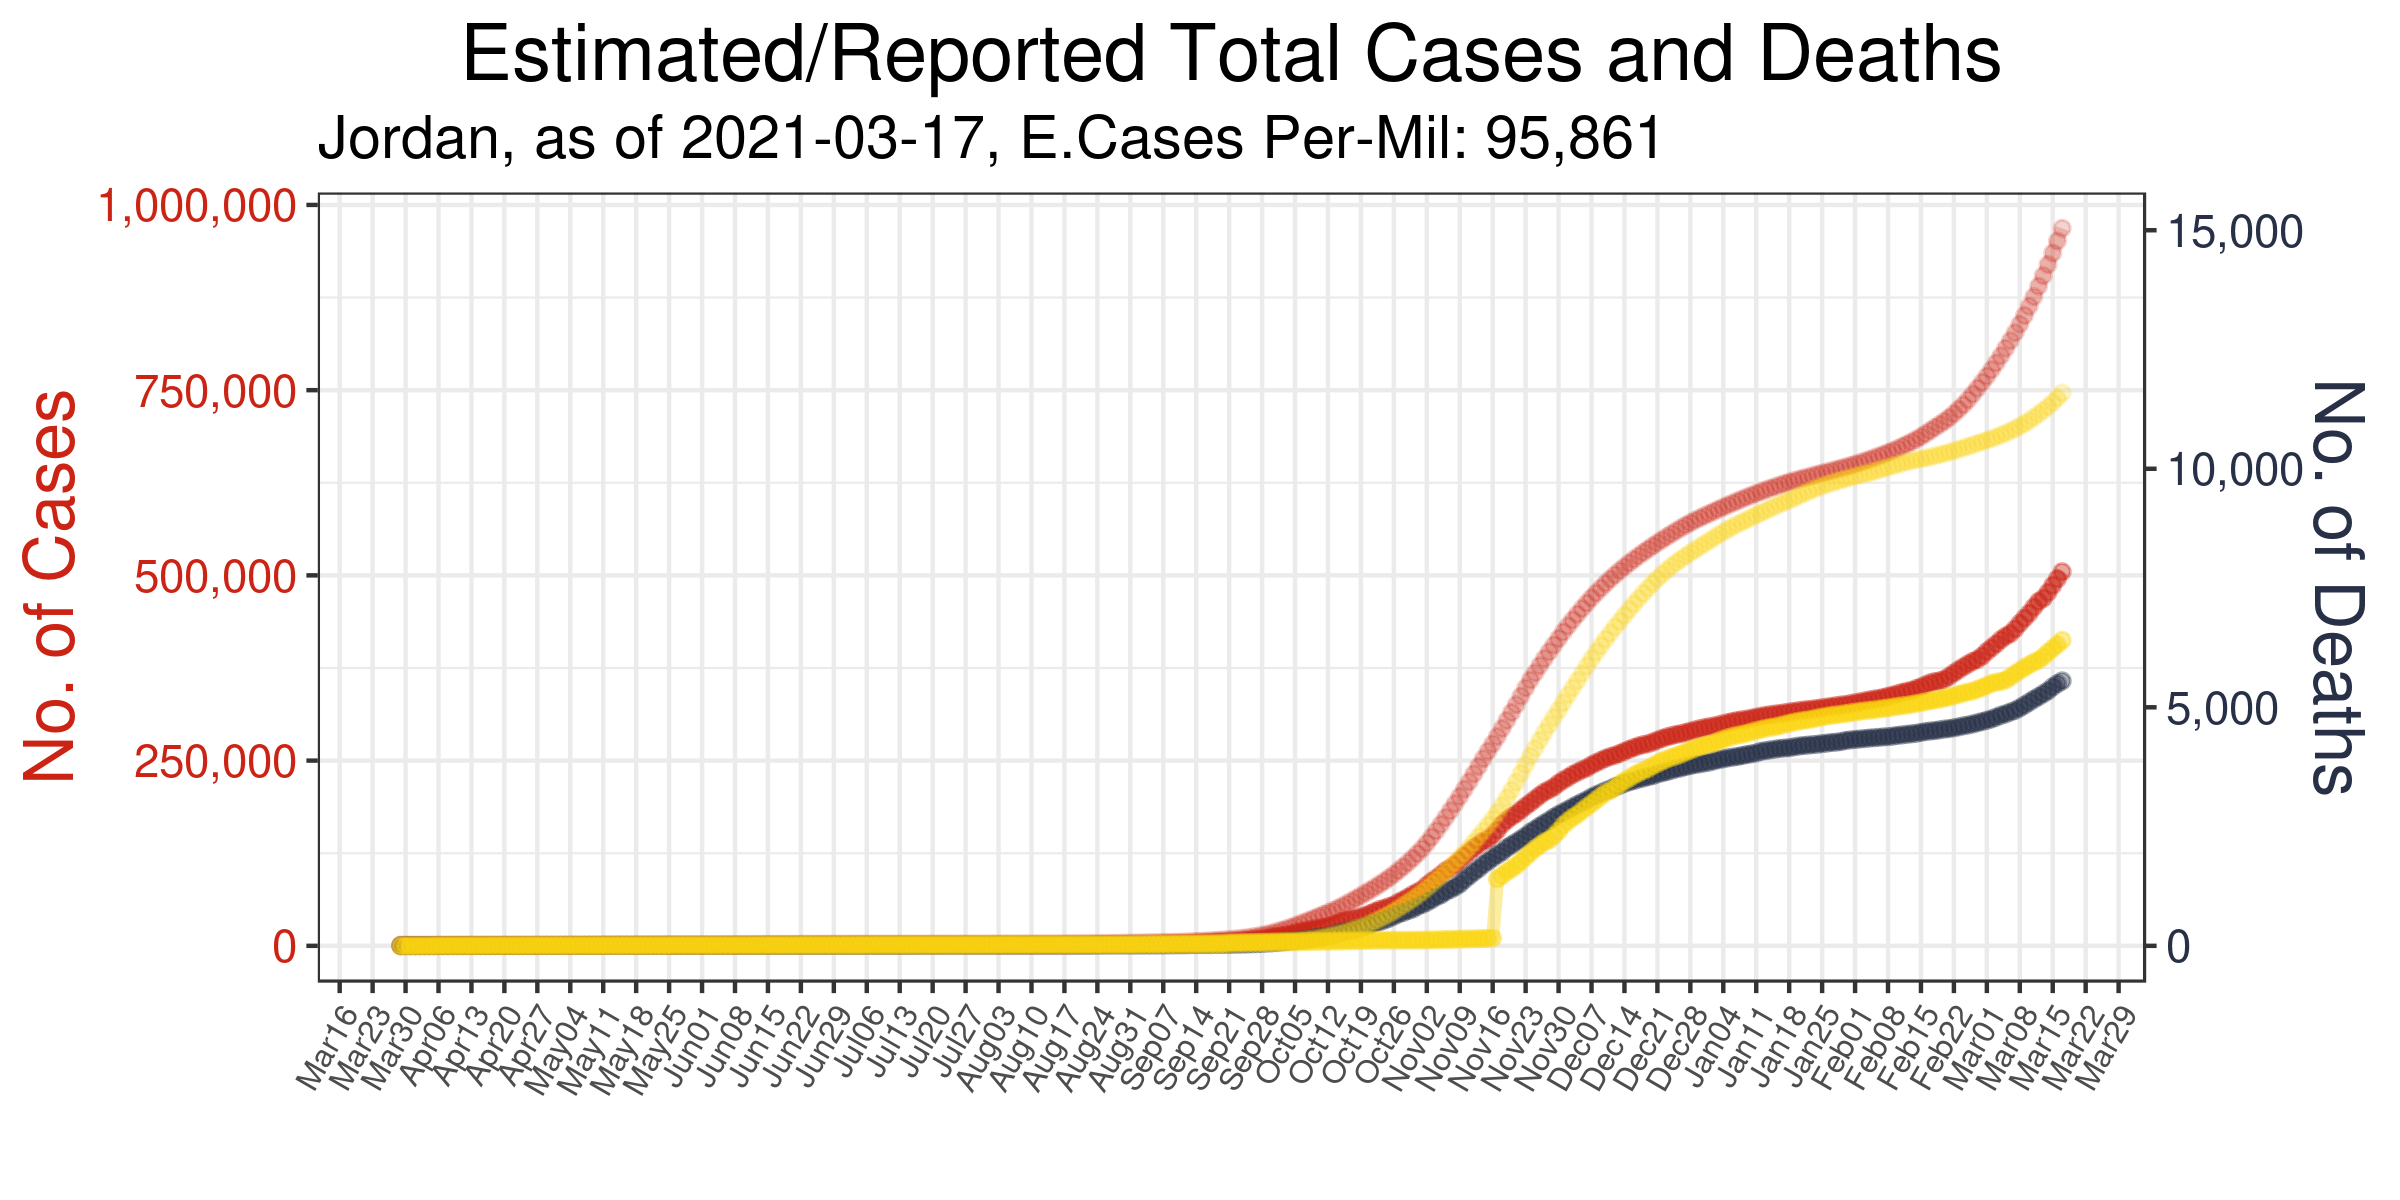 Estimated/Reported Total Cases and Deaths
Jordan, as of 2021-03-17, E.Cases Per-Mil: 95,861
No. of Cases
1,000,000
750,000
500,000
250,000
0
15,000
10,000
5,000
0
No. of Deaths
Mar16
Mar23
Mar30
Apr06
Apr13
Apr20
Apr27
May04
May11
May18
May25
Jun01
Jun08
Jun15
Jun22
Jun29
Jul06
Jul13
Jul20
Jul27
Aug03
Aug10
Aug17
Aug24
Aug31
Sep07
Sep14
Sep21
Sep28
Oct05
Oct12
Oct19
Oct26
Nov02
Nov09
Nov16
Nov23
Nov30
Dec07
Dec14
Dec21
Dec28
Jan04
Jan11
Jan18
Jan25
Feb01
Feb08
Feb15
Feb22
Mar01
Mar08
Mar15
Mar22
Mar29